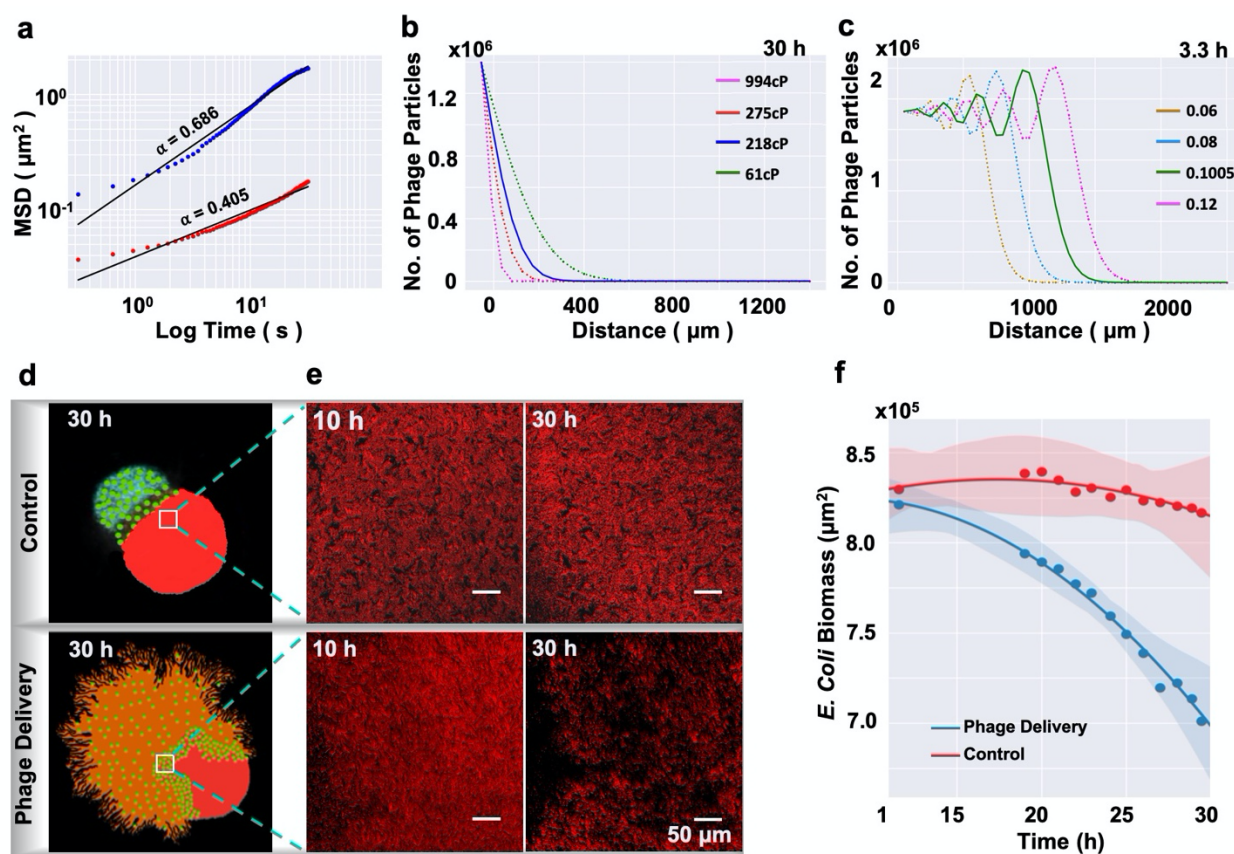 a
MSD (μm²)
10⁰
10⁻¹
α = 0.686
α = 0.405
10⁰
10¹
Log Time ( s )
b
x10⁶
30 h
No. of Phage Particles
1.2
0.8
0.4
0
994cP
275cP
218cP
61cP
0
400
800
1200
Distance ( μm )
c
x10⁶
3.3 h
No. of Phage Particles
2
1
0
0.06
0.08
0.1005
0.12
0
1000
2000
Distance ( μm )
d
Control
30 h
Phage Delivery
30 h
e
10 h
30 h
10 h
30 h
50 μm
f
x10⁵
E. Coli Biomass (μm²)
8.5
8.0
7.5
7.0
Phage Delivery
Control
1
15
20
25
30
Time (h)